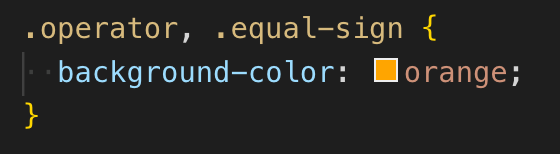 .operator, .equal-sign {
  background-color: orange;
}